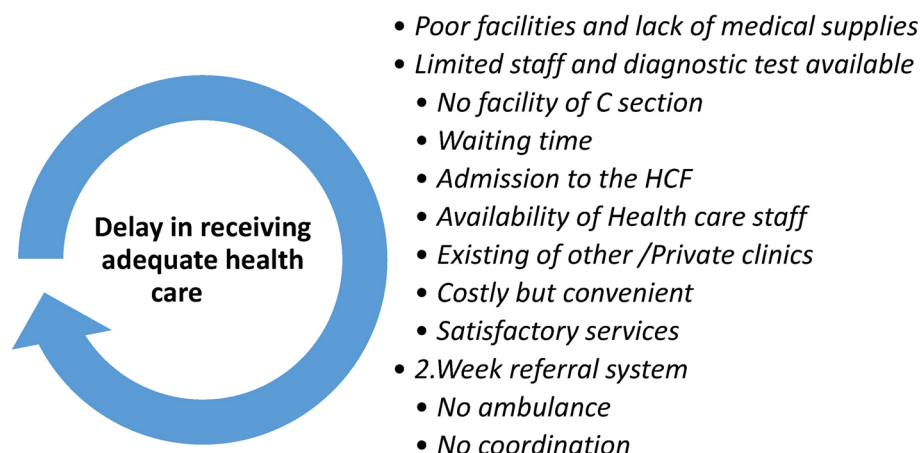 Delay in receiving
adequate health
care
• Poor facilities and lack of medical supplies
• Limited staff and diagnostic test available
• No facility of C section
• Waiting time
• Admission to the HCF
• Availability of Health care staff
• Existing of other /Private clinics
• Costly but convenient
• Satisfactory services
• 2.Week referral system
• No ambulance
• No coordination